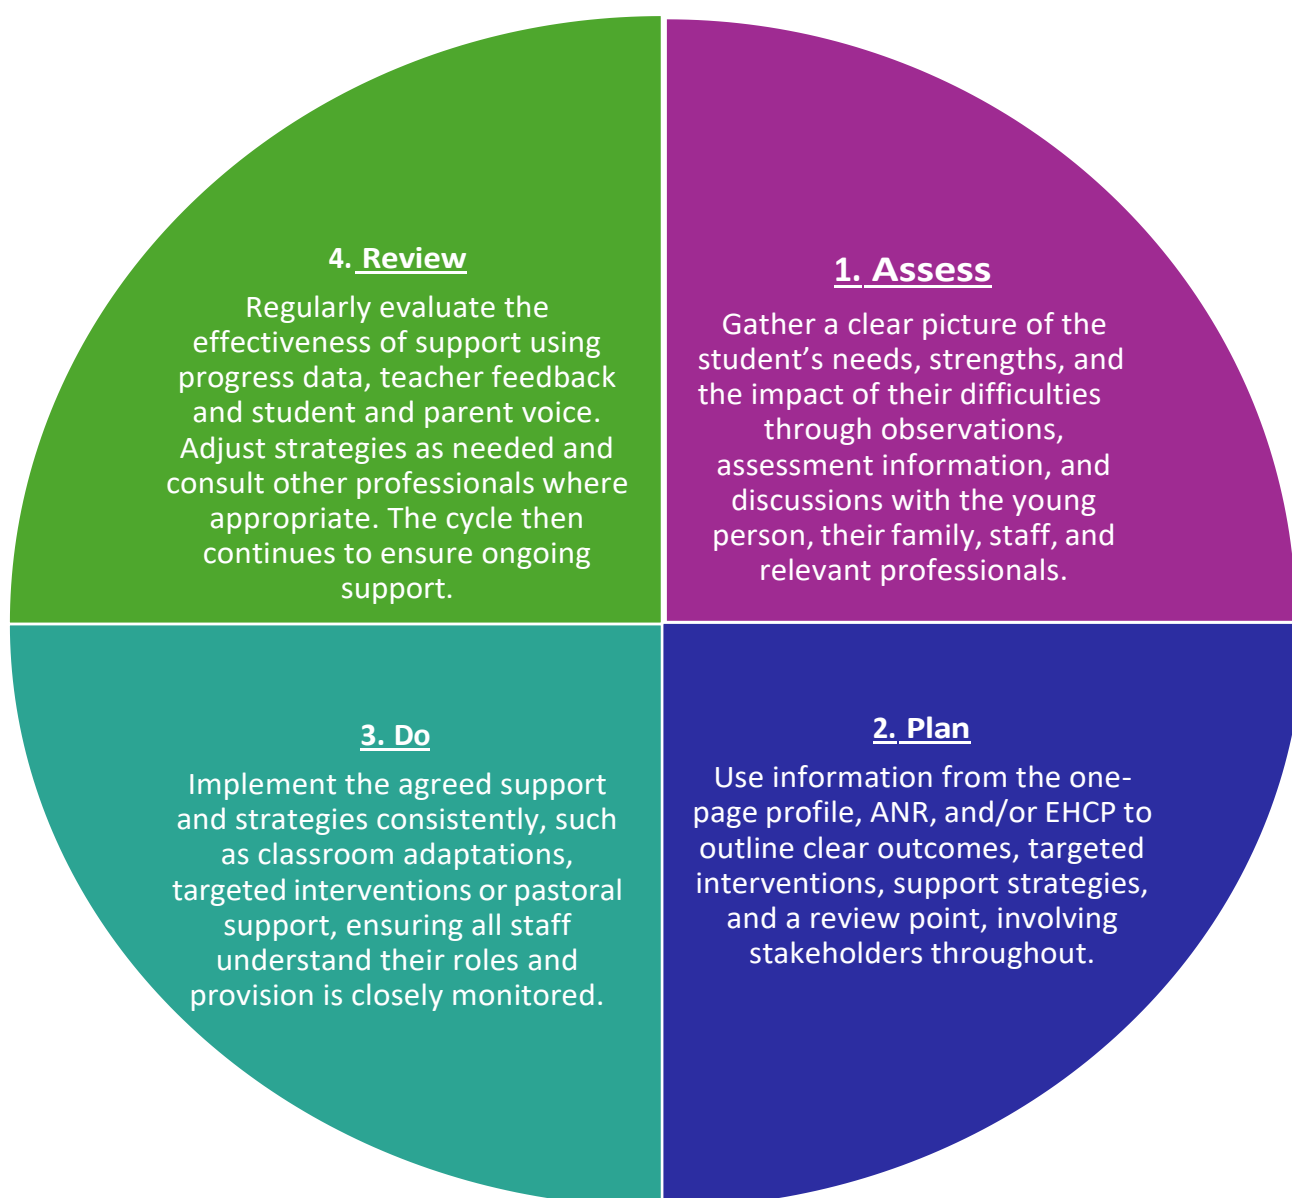 1. Assess
Gather a clear picture of the
student’s needs, strengths, and
the impact of their difficulties
through observations,
assessment information, and
discussions with the young
person, their family, staff, and
relevant professionals.
2. Plan
Use information from the one-
page profile, ANR, and/or EHCP to
outline clear outcomes, targeted
interventions, support strategies,
and a review point, involving
stakeholders throughout.
3. Do
Implement the agreed support
and strategies consistently, such
as classroom adaptations,
targeted interventions or pastoral
support, ensuring all staff
understand their roles and
provision is closely monitored.
4. Review
Regularly evaluate the
effectiveness of support using
progress data, teacher feedback
and student and parent voice.
Adjust strategies as needed and
consult other professionals where
appropriate. The cycle then
continues to ensure ongoing
support.